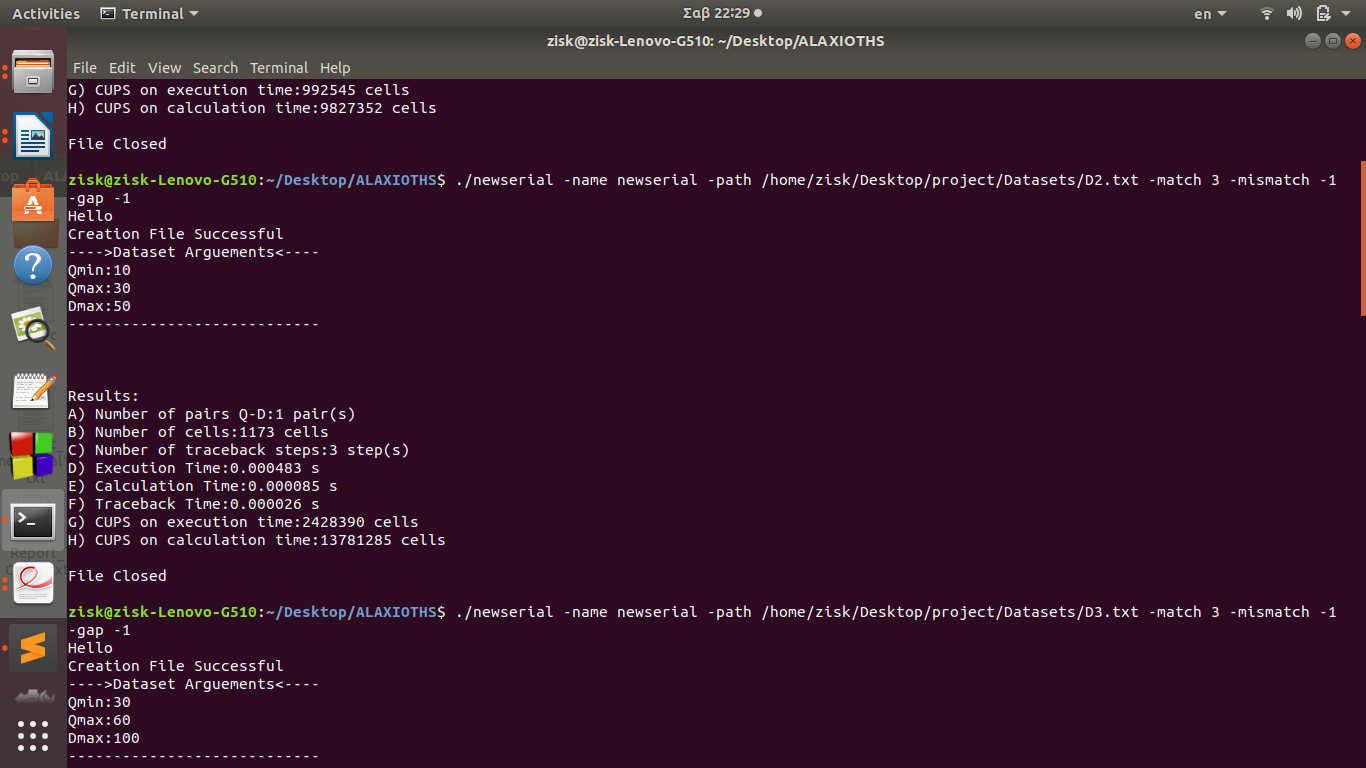 Activities Terminal Σαβ 22:29 en
zisk@zisk-Lenovo-G510: ~/Desktop/ALAXIOTHS
File Edit View Search Terminal Help
G) CUPS on execution time:992545 cells
H) CUPS on calculation time:9827352 cells
File Closed
zisk@zisk-Lenovo-G510:~/Desktop/ALAXIOTHS$ ./newserial -name newserial -path /home/zisk/Desktop/project/Datasets/D2.txt -match 3 -mismatch -1
-gap -1
Hello
Creation File Successful
---->Dataset Arguements<----
Qmin:10
Qmax:30
Dmax:50
----------------------------
Results:
A) Number of pairs Q-D:1 pair(s)
B) Number of cells:1173 cells
C) Number of traceback steps:3 step(s)
D) Execution Time:0.000483 s
E) Calculation Time:0.000085 s
F) Traceback Time:0.000026 s
G) CUPS on execution time:2428390 cells
H) CUPS on calculation time:13781285 cells
File Closed
zisk@zisk-Lenovo-G510:~/Desktop/ALAXIOTHS$ ./newserial -name newserial -path /home/zisk/Desktop/project/Datasets/D3.txt -match 3 -mismatch -1
-gap -1
Hello
Creation File Successful
---->Dataset Arguements<----
Qmin:30
Qmax:60
Dmax:100
----------------------------